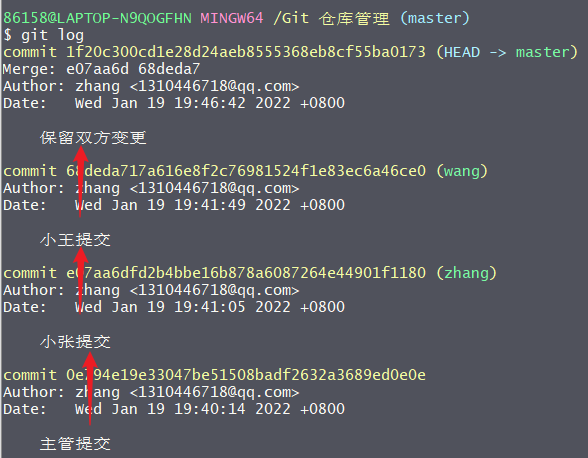 86158@LAPTOP-N9QOGFHN MINGW64 /Git 仓库管理 (master)
$ git log
commit 1f20c300cd1e28d24aeb8555368eb8cf55ba0173 (HEAD -> master)
Merge: e07aa6d 68deda7
Author: zhang <1310446718@qq.com>
Date:   Wed Jan 19 19:46:42 2022 +0800
保留双方变更
commit 68deda717a616e8f2c76981524f1e83ec6a46ce0 (wang)
Author: zhang <1310446718@qq.com>
Date:   Wed Jan 19 19:41:49 2022 +0800
小王提交
commit e07aa6dfd2b4bbe16b878a6087264e44901f1180 (zhang)
Author: zhang <1310446718@qq.com>
Date:   Wed Jan 19 19:41:05 2022 +0800
小张提交
commit 0e794e19e33047be51508badf2632a3689ed0e0e
Author: zhang <1310446718@qq.com>
Date:   Wed Jan 19 19:40:14 2022 +0800
主管提交